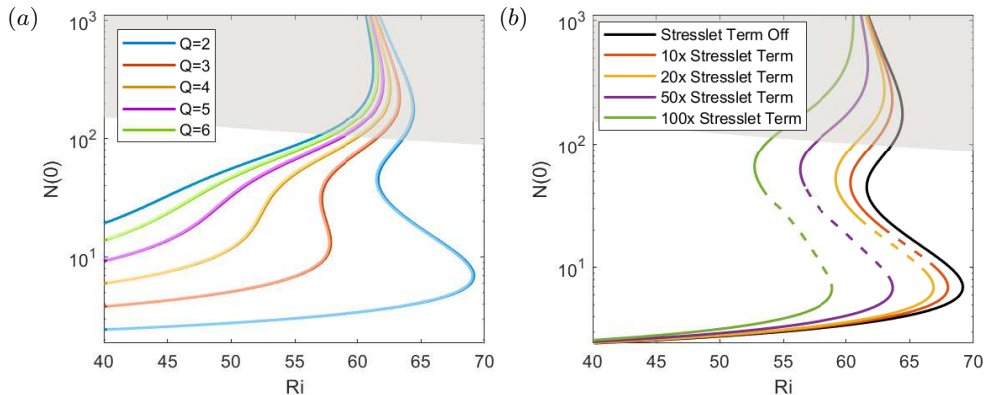 (a)
10³
10²
10¹
N(0)
Q=2
Q=3
Q=4
Q=5
Q=6
40 45 50 55 60 65 70
Ri
(b)
10³
10²
10¹
N(0)
Stresslet Term Off
10x Stresslet Term
20x Stresslet Term
50x Stresslet Term
100x Stresslet Term
40 45 50 55 60 65 70
Ri